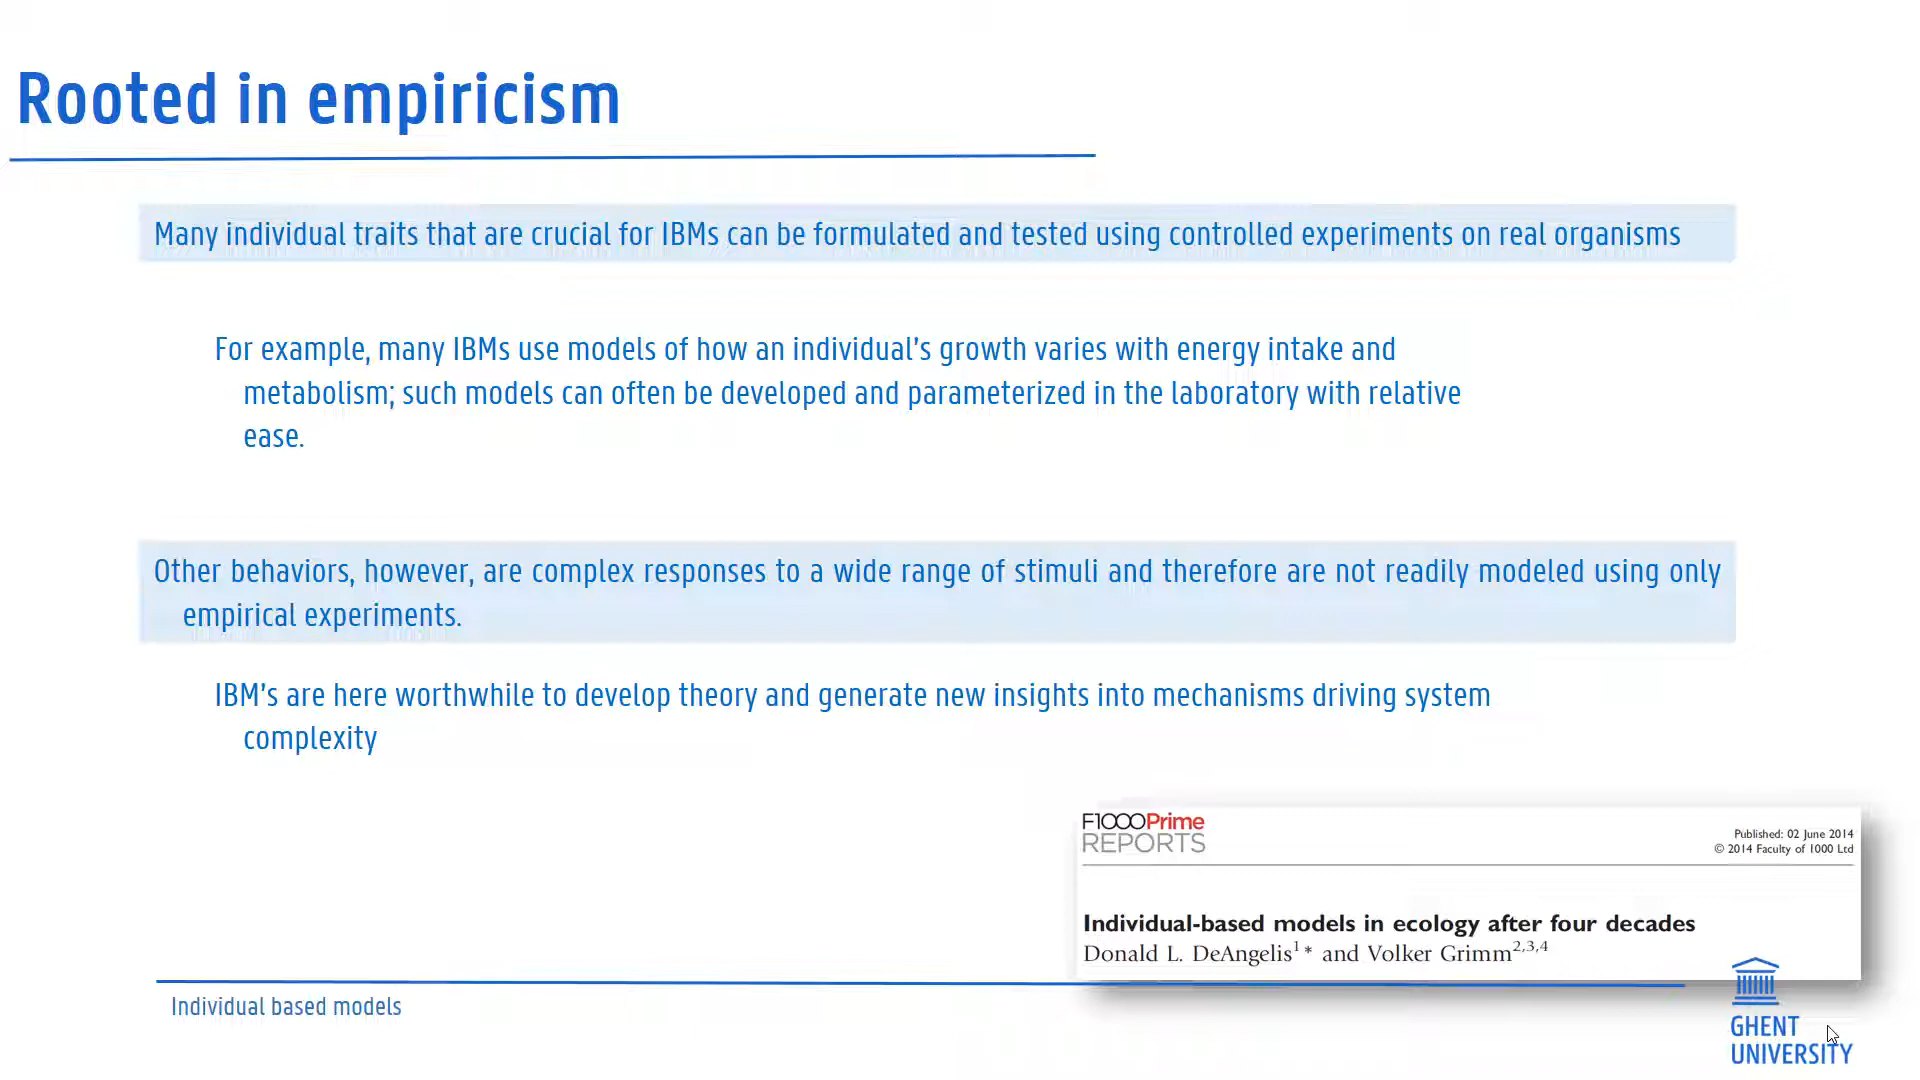 Rooted in empiricism
Many individual traits that are crucial for IBMs can be formulated and tested using controlled experiments on real organisms
For example, many IBMs use models of how an individual’s growth varies with energy intake and
metabolism; such models can often be developed and parameterized in the laboratory with relative
ease.
Other behaviors, however, are complex responses to a wide range of stimuli and therefore are not readily modeled using only
empirical experiments.
IBM’s are here worthwhile to develop theory and generate new insights into mechanisms driving system
complexity
F1000Prime
REPORTS
Published: 02 June 2014
© 2014 Faculty of 1000 Ltd
Individual-based models in ecology after four decades
Donald L. DeAngelis1* and Volker Grimm2,3,4
Individual based models
GHENT
UNIVERSITY